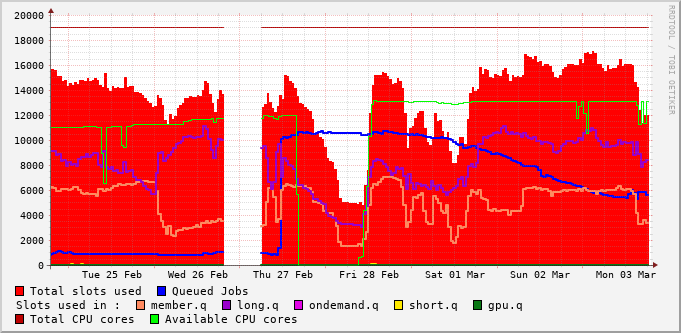 20000
18000
16000
14000
12000
10000
8000
6000
4000
2000
0
Tue 25 Feb Wed 26 Feb Thu 27 Feb Fri 28 Feb Sat 01 Mar Sun 02 Mar Mon 03 Mar
Total slots used Queued Jobs
Slots used in : member.q long.q ondemand.q short.q gpu.q
Total CPU cores Available CPU cores
RRDTOOL / TOBI OETIKER